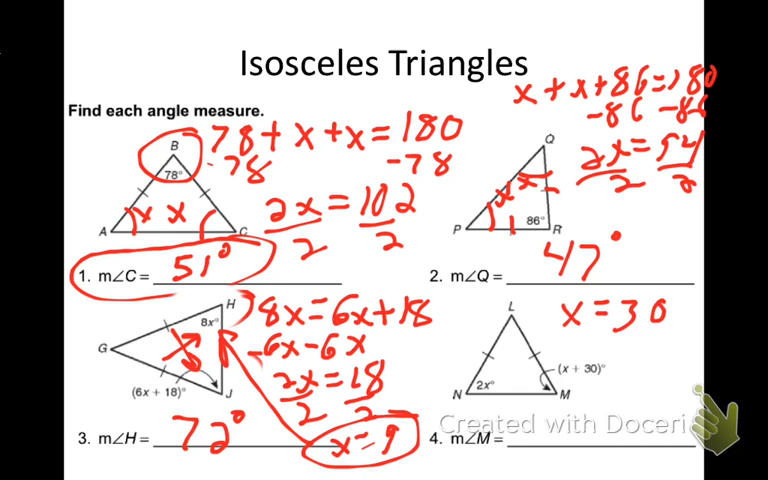 Isosceles Triangles
x + x + 86 = 180
-86 -86
2x = 94
2 2
Find each angle measure.
78 + x + x = 180
-78 -78
2x = 102
2 2
B
78°
x x
A C
1. m∠C = 51°
Q
x
x
86°
P R
2. m∠Q = 47°
H
8x°
G
(6x + 18)°
J
8x = 6x + 18
-6x -6x
2x = 18
2 2
x = 9
3. m∠H = 72°
L
x = 30
(x + 30)°
2x°
N M
Created with Doceri
4. m∠M =